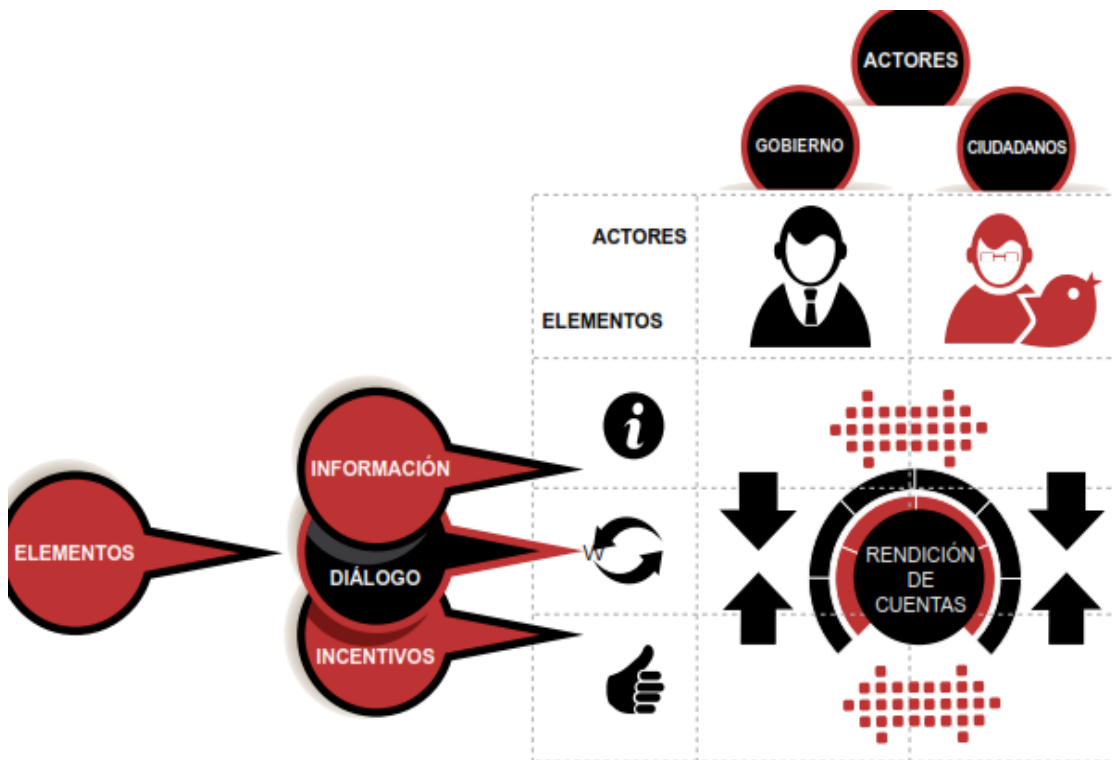 ACTORES
GOBIERNO
CIUDADANOS
ACTORES
ELEMENTOS
INFORMACIÓN
ELEMENTOS
DIÁLOGO
W
INCENTIVOS
RENDICIÓN
DE
CUENTAS